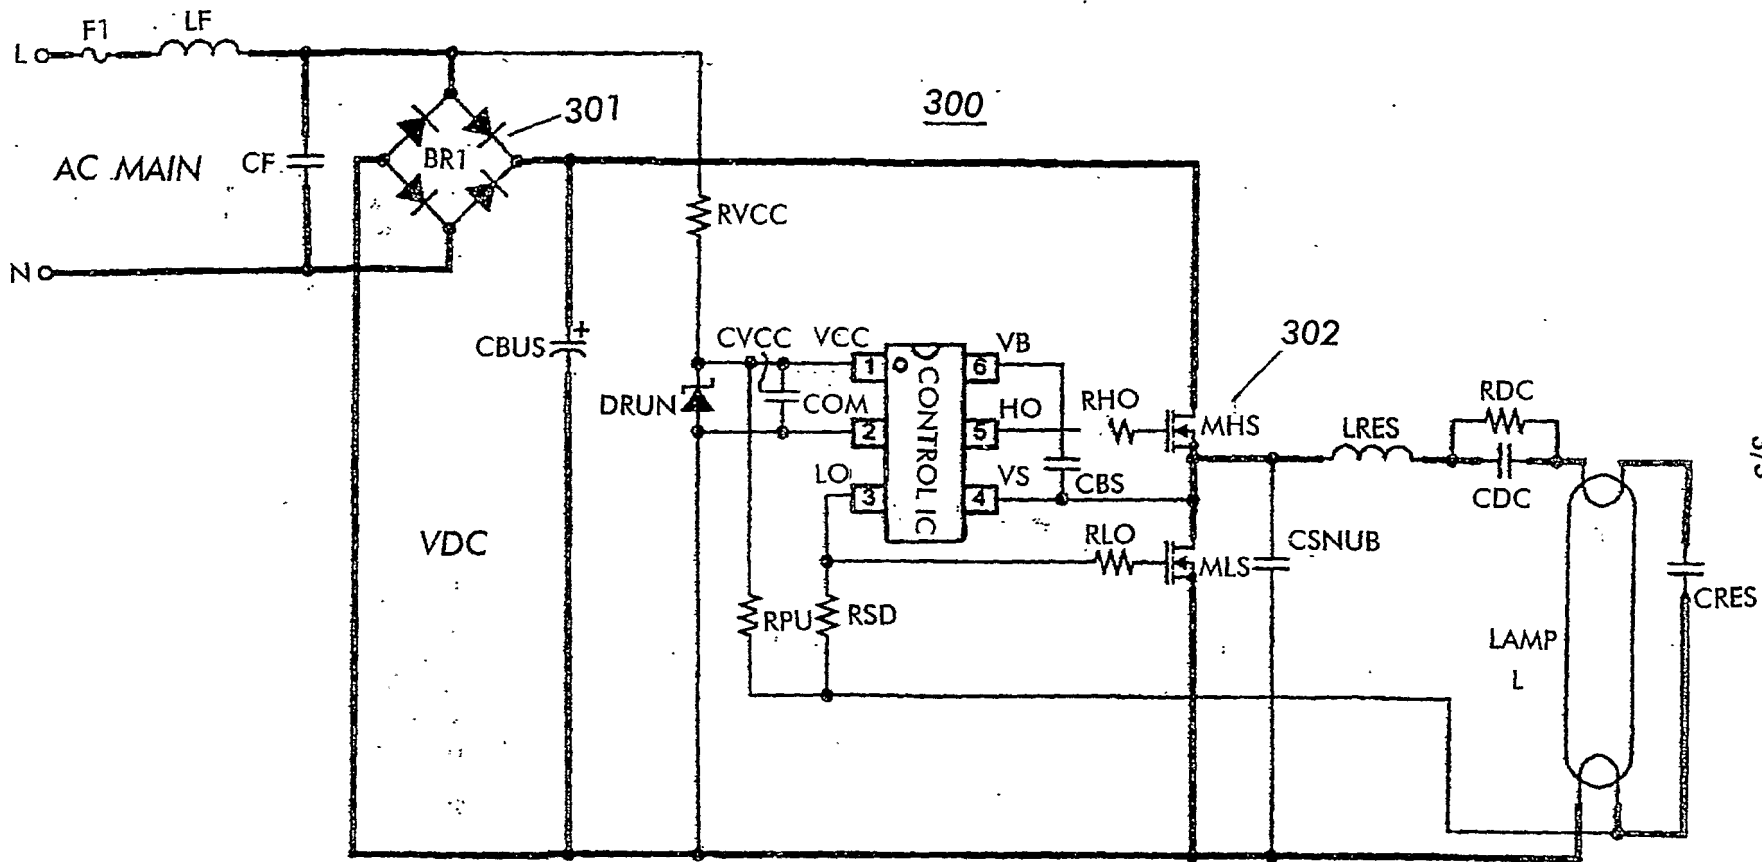 F1
LF
L
301
300
AC MAIN
CF
BR1
RVCC
N
CBUS
+
CVCC
VCC
VB
302
DRUN
COM
1
6
CONTROL IC
HO
RHO
MHS
LRES
RDC
2
5
LO
3
4
VS
CBS
CDC
VDC
RLO
MLS
CSNUB
CRES
RPU
RSD
LAMP
L